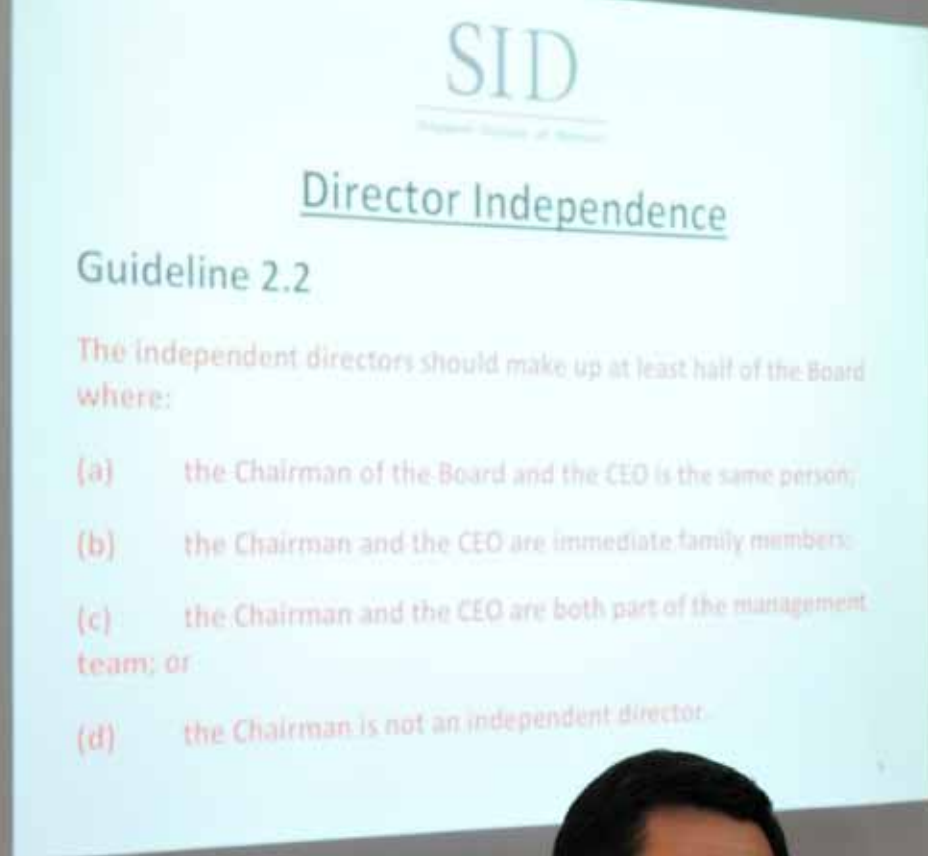 SID
Director Independence
Guideline 2.2
The independent directors should make up at least half of the Board
where:
(a) the Chairman of the Board and the CEO is the same person;
(b) the Chairman and the CEO are immediate family members;
(c) the Chairman and the CEO are both part of the management
team; or
(d) the Chairman is not an independent director.